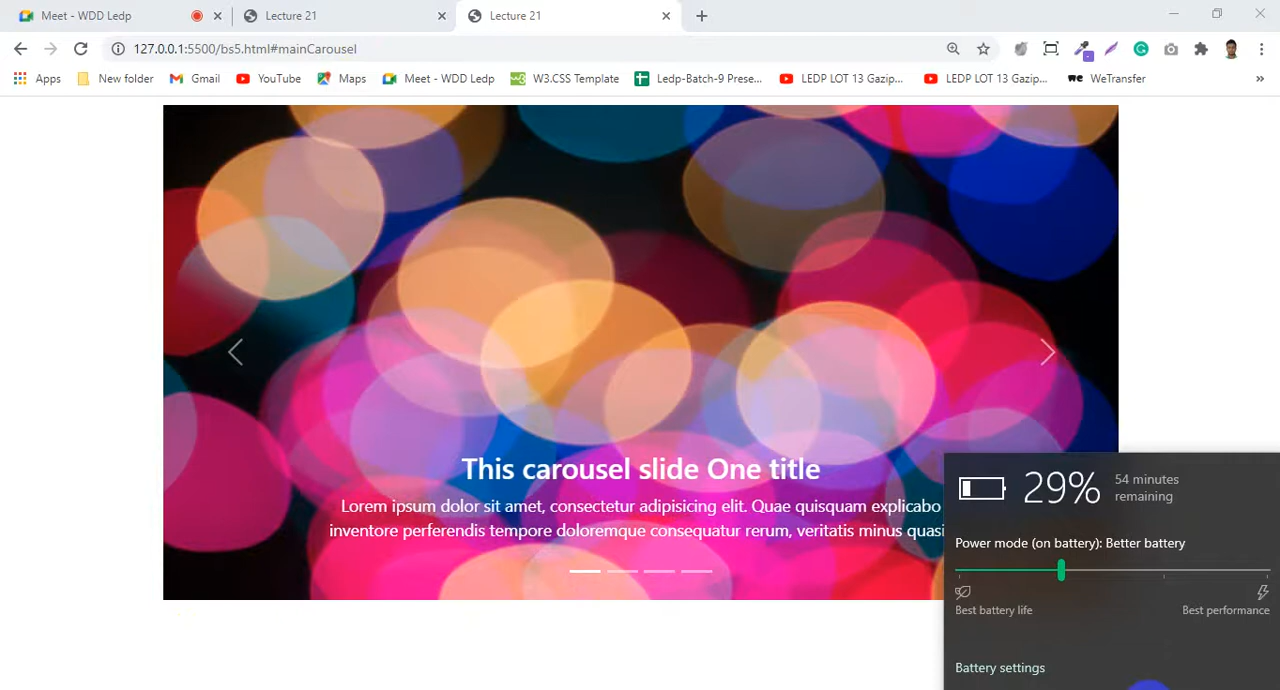 Meet - WDD Ledp
Lecture 21
Lecture 21
127.0.0.1:5500/bs5.html#mainCarousel
Apps
New folder
Gmail
YouTube
Maps
Meet - WDD Ledp
W3.CSS Template
Ledp-Batch-9 Prese...
LEDP LOT 13 Gazip...
LEDP LOT 13 Gazip...
we
WeTransfer
»
This carousel slide One title
Lorem ipsum dolor sit amet, consectetur adipisicing elit. Quae quisquam explicabo
inventore perferendis tempore doloremque consequatur rerum, veritatis minus quasi
29%
54 minutes
remaining
Power mode (on battery): Better battery
Best battery life
Best performance
Battery settings